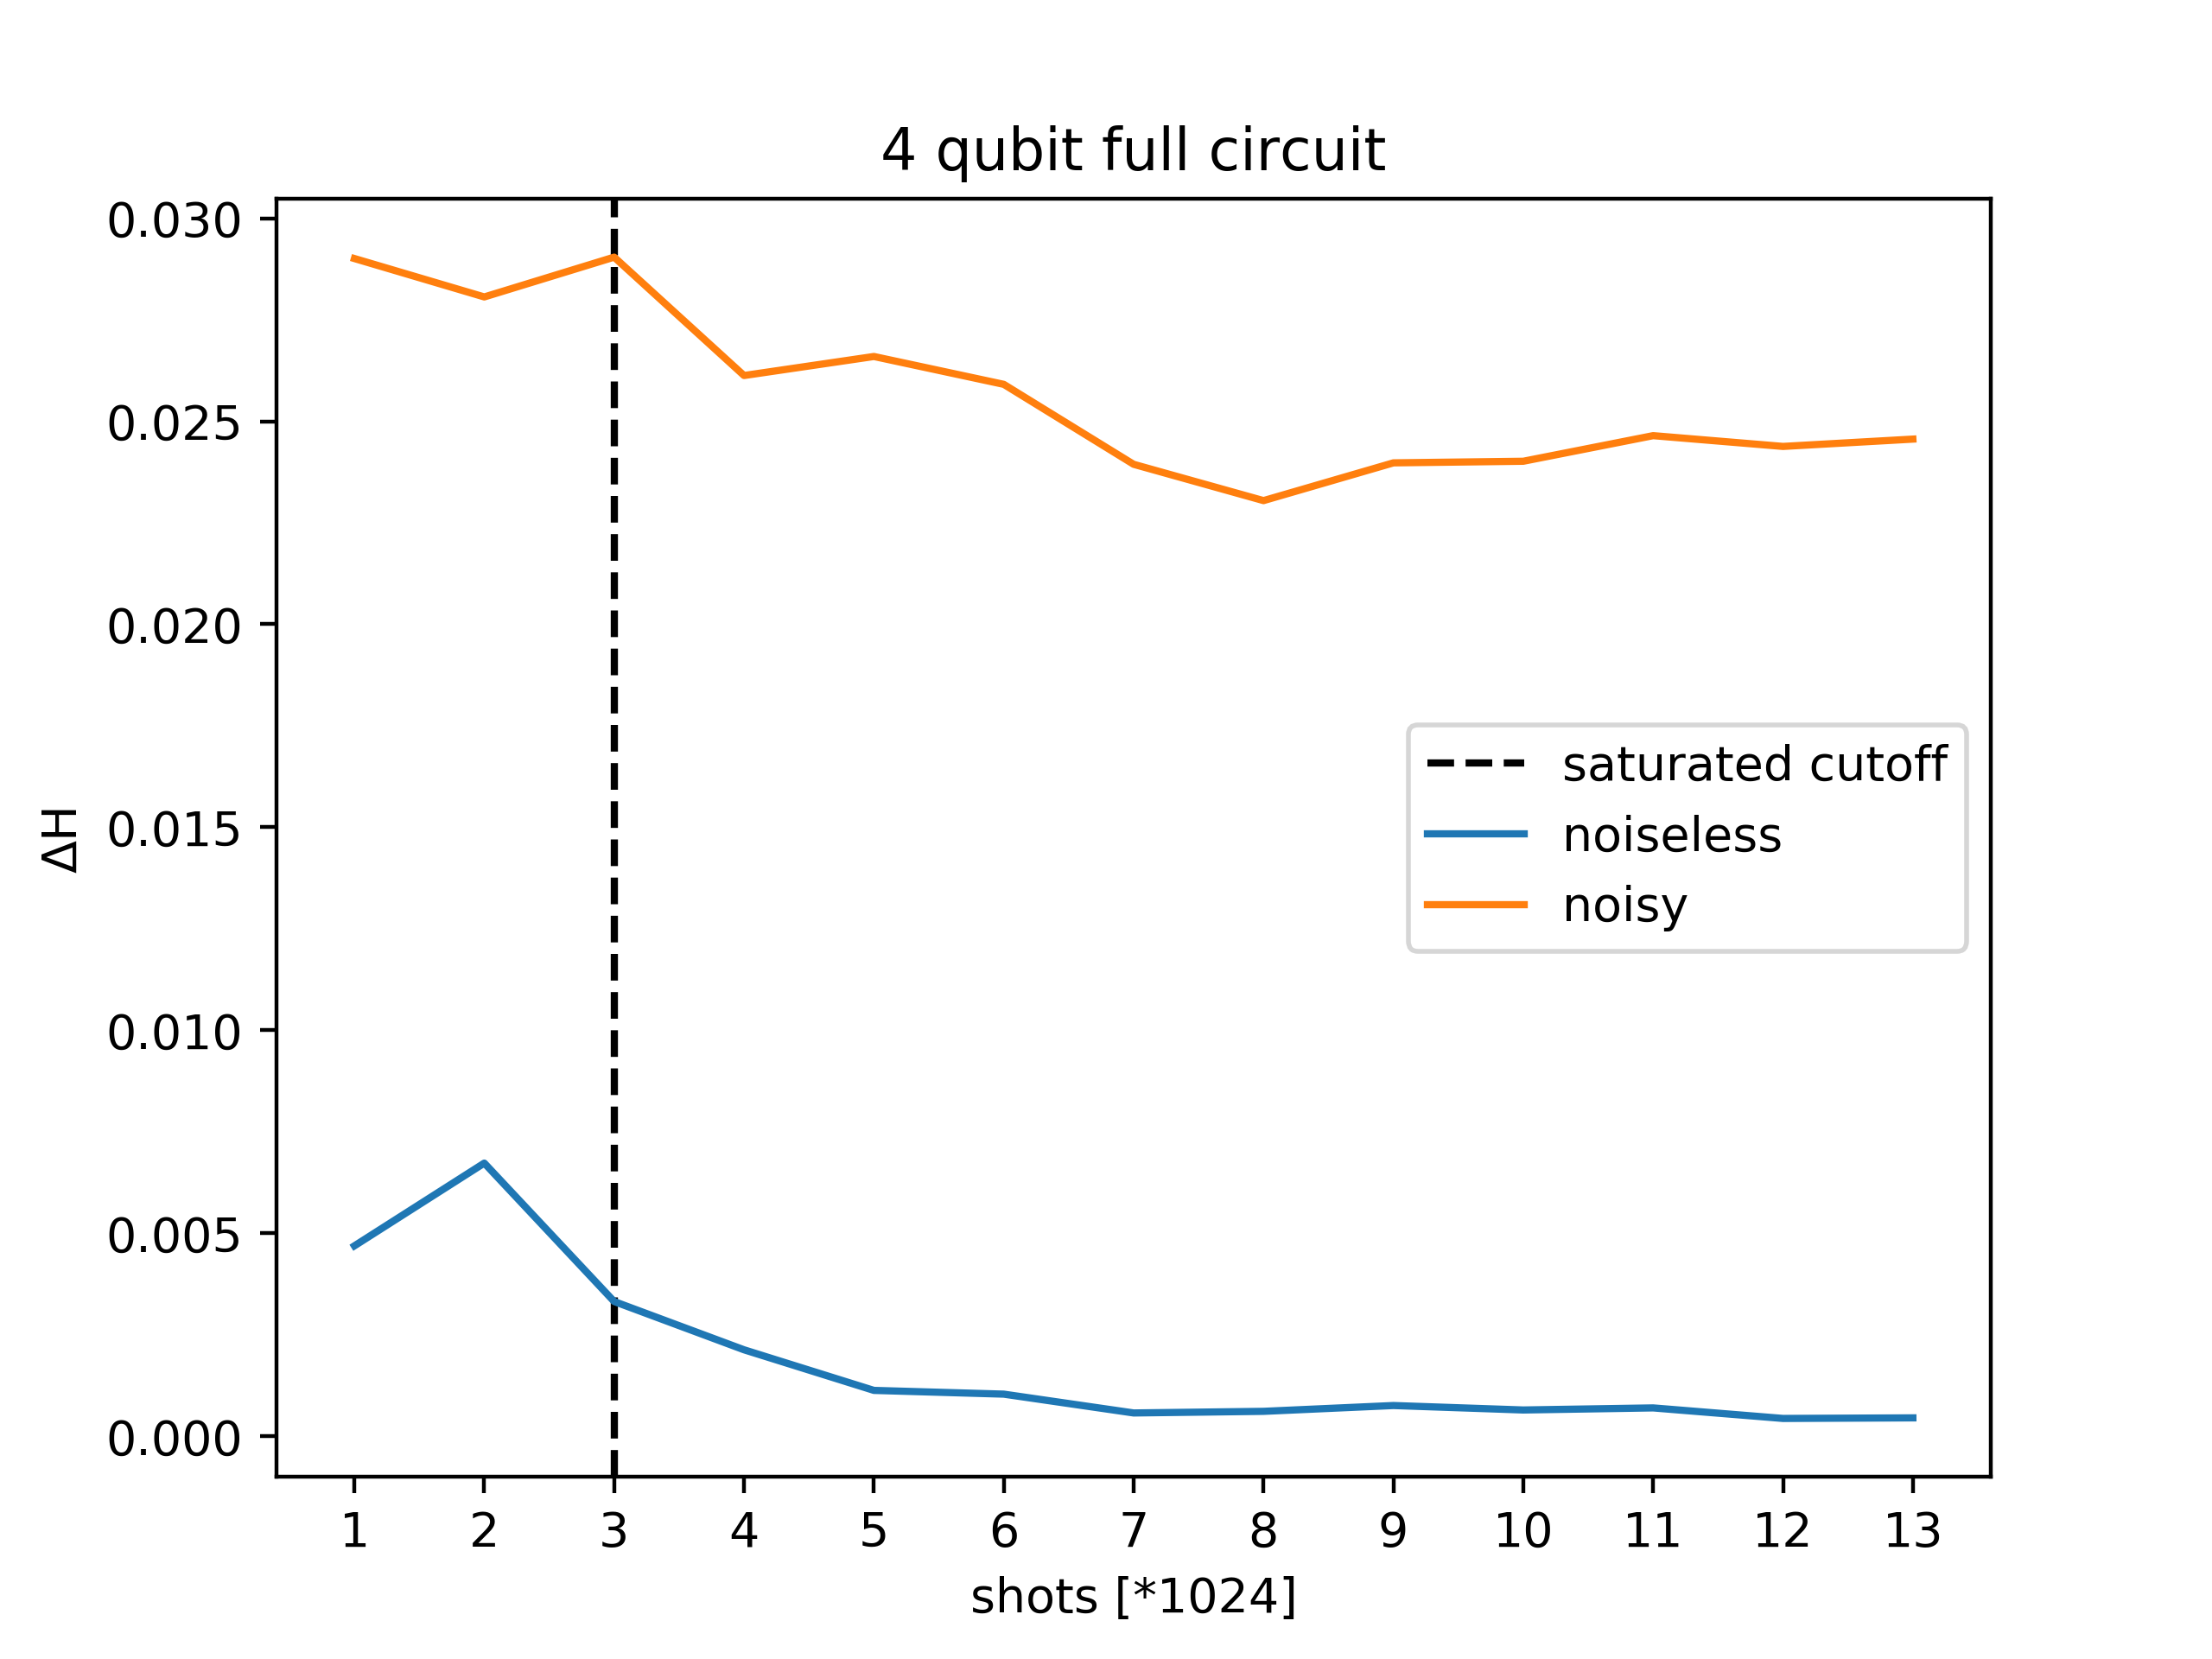 4 qubit full circuit
0.030
0.025
0.020
0.015
0.010
0.005
0.000
ΔH
saturated cutoff
noiseless
noisy
1 2 3 4 5 6 7 8 9 10 11 12 13
shots [*1024]